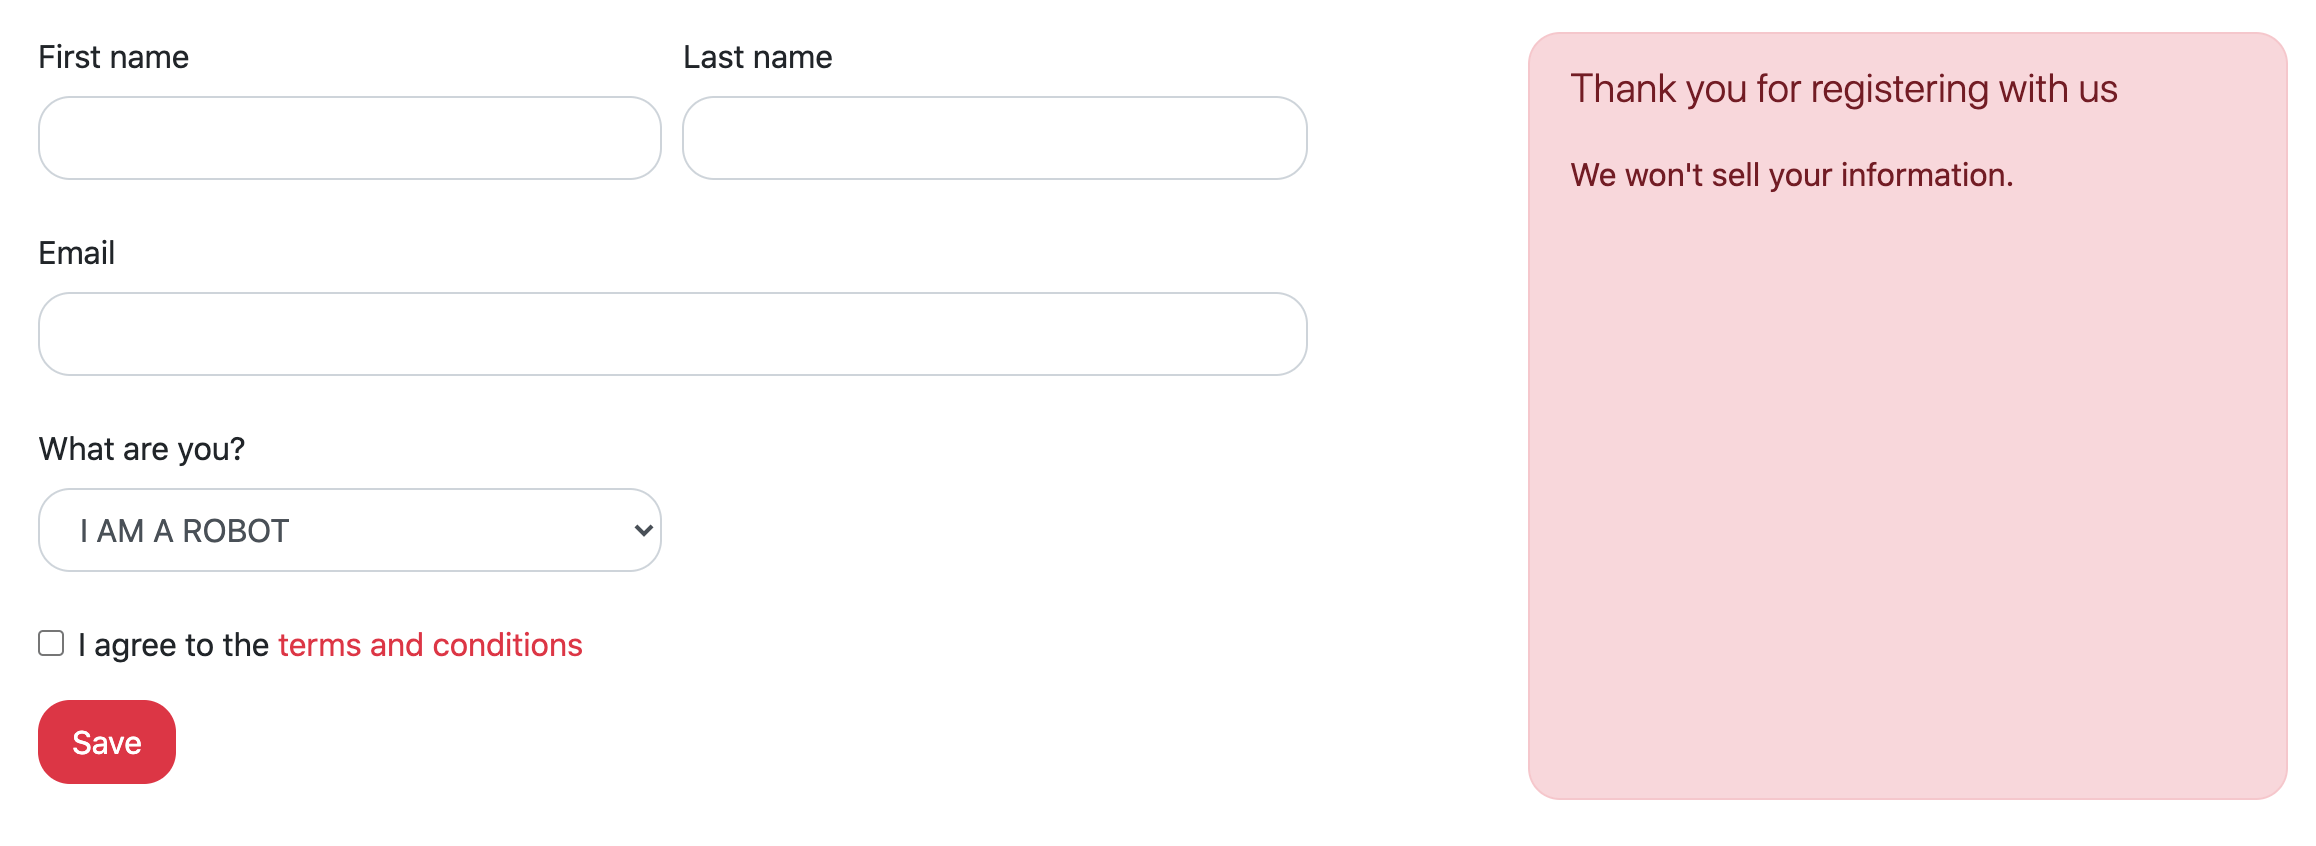 First name
Last name
Email
What are you?
I AM A ROBOT
I agree to the terms and conditions
Save
Thank you for registering with us
We won't sell your information.